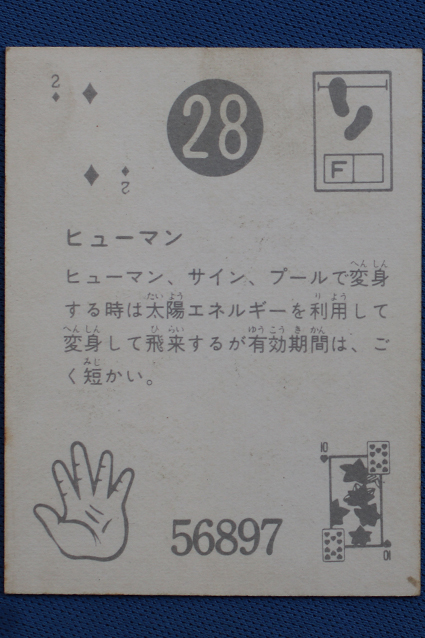 2
28
F
2
ヒューマン
ヒューマン、サイン、プールで変身
する時は太陽エネルギーを利用して
変身して飛来するが有効期間は、ご
く短かい。
10
56897
10